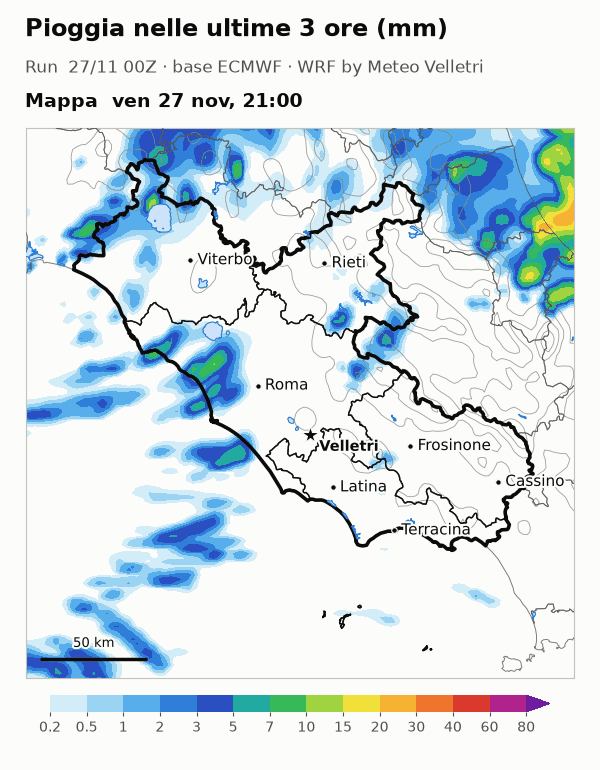 Pioggia nelle ultime 3 ore (mm)
Run  27/11 00Z · base ECMWF · WRF by Meteo Velletri
Mappa  ven 27 nov, 21:00
Viterbo
Rieti
Roma
Velletri
Frosinone
Cassino
Latina
Terracina
50 km
0.2 0.5 1 2 3 5 7 10 15 20 30 40 60 80